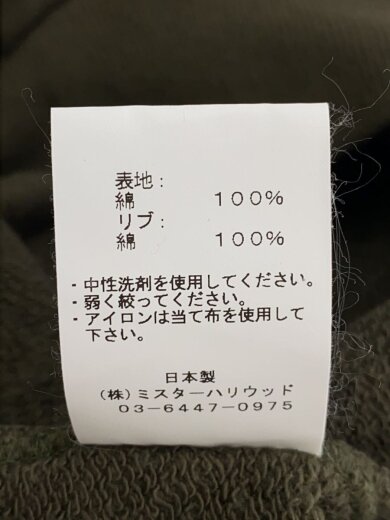 表地:
綿 100%
リブ:
綿 100%
・中性洗剤を使用してください。
・弱く絞ってください。
・アイロンは当て布を使用して
下さい。
日本製
(株)ミスターハリウッド
03-6447-0975